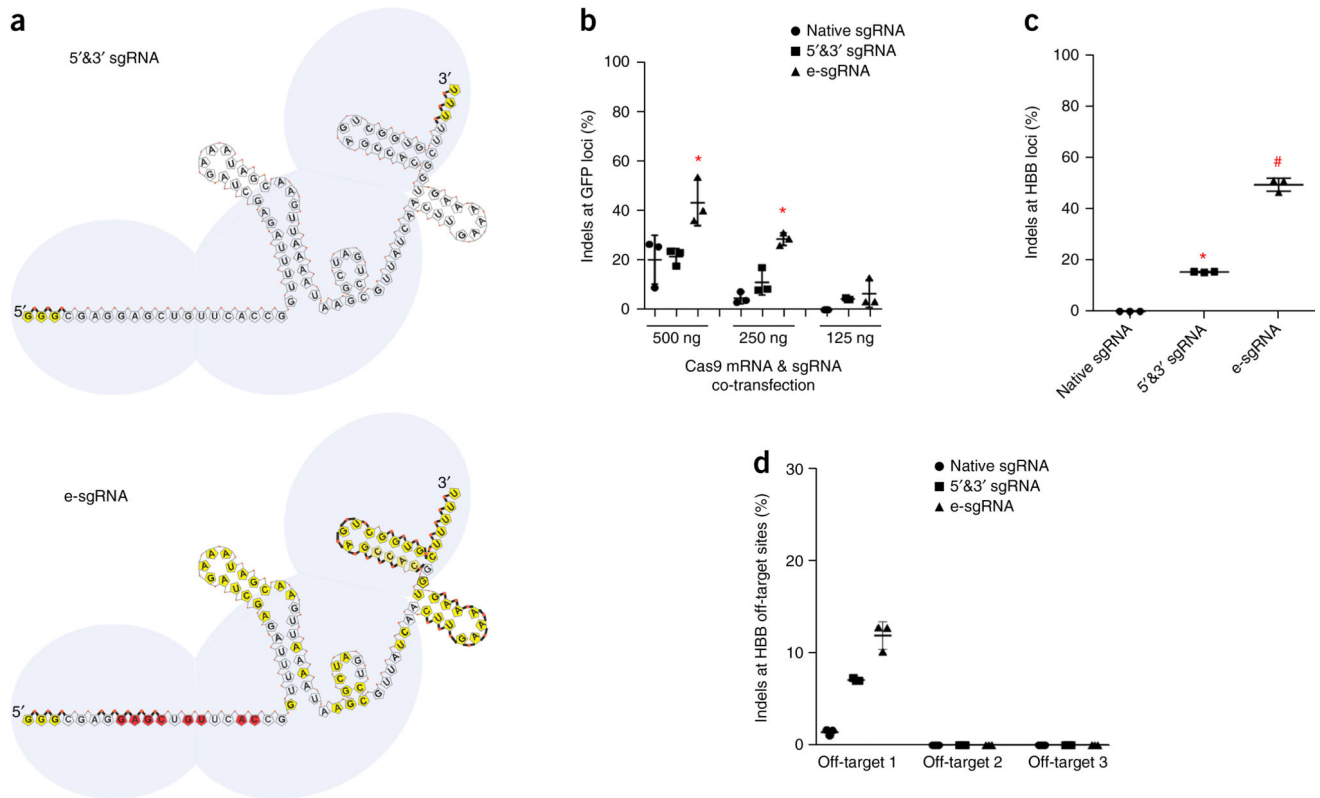 a
5′&3′ sgRNA
3′
5′
GGGCGAGGAGCUGUUCACCG
e-sgRNA
3′
5′
GGGCGAGGAGCUGUUCACCG
b
Native sgRNA
5′&3′ sgRNA
e-sgRNA
Indels at GFP loci (%)
100
80
60
40
20
0
*
*
500 ng
250 ng
125 ng
Cas9 mRNA & sgRNA
co-transfection
c
Indels at HBB loci (%)
100
80
60
40
20
0
*
#
Native sgRNA
5′&3′ sgRNA
e-sgRNA
d
Native sgRNA
5′&3′ sgRNA
e-sgRNA
Indels at HBB off-target sites (%)
30
20
10
0
Off-target 1
Off-target 2
Off-target 3